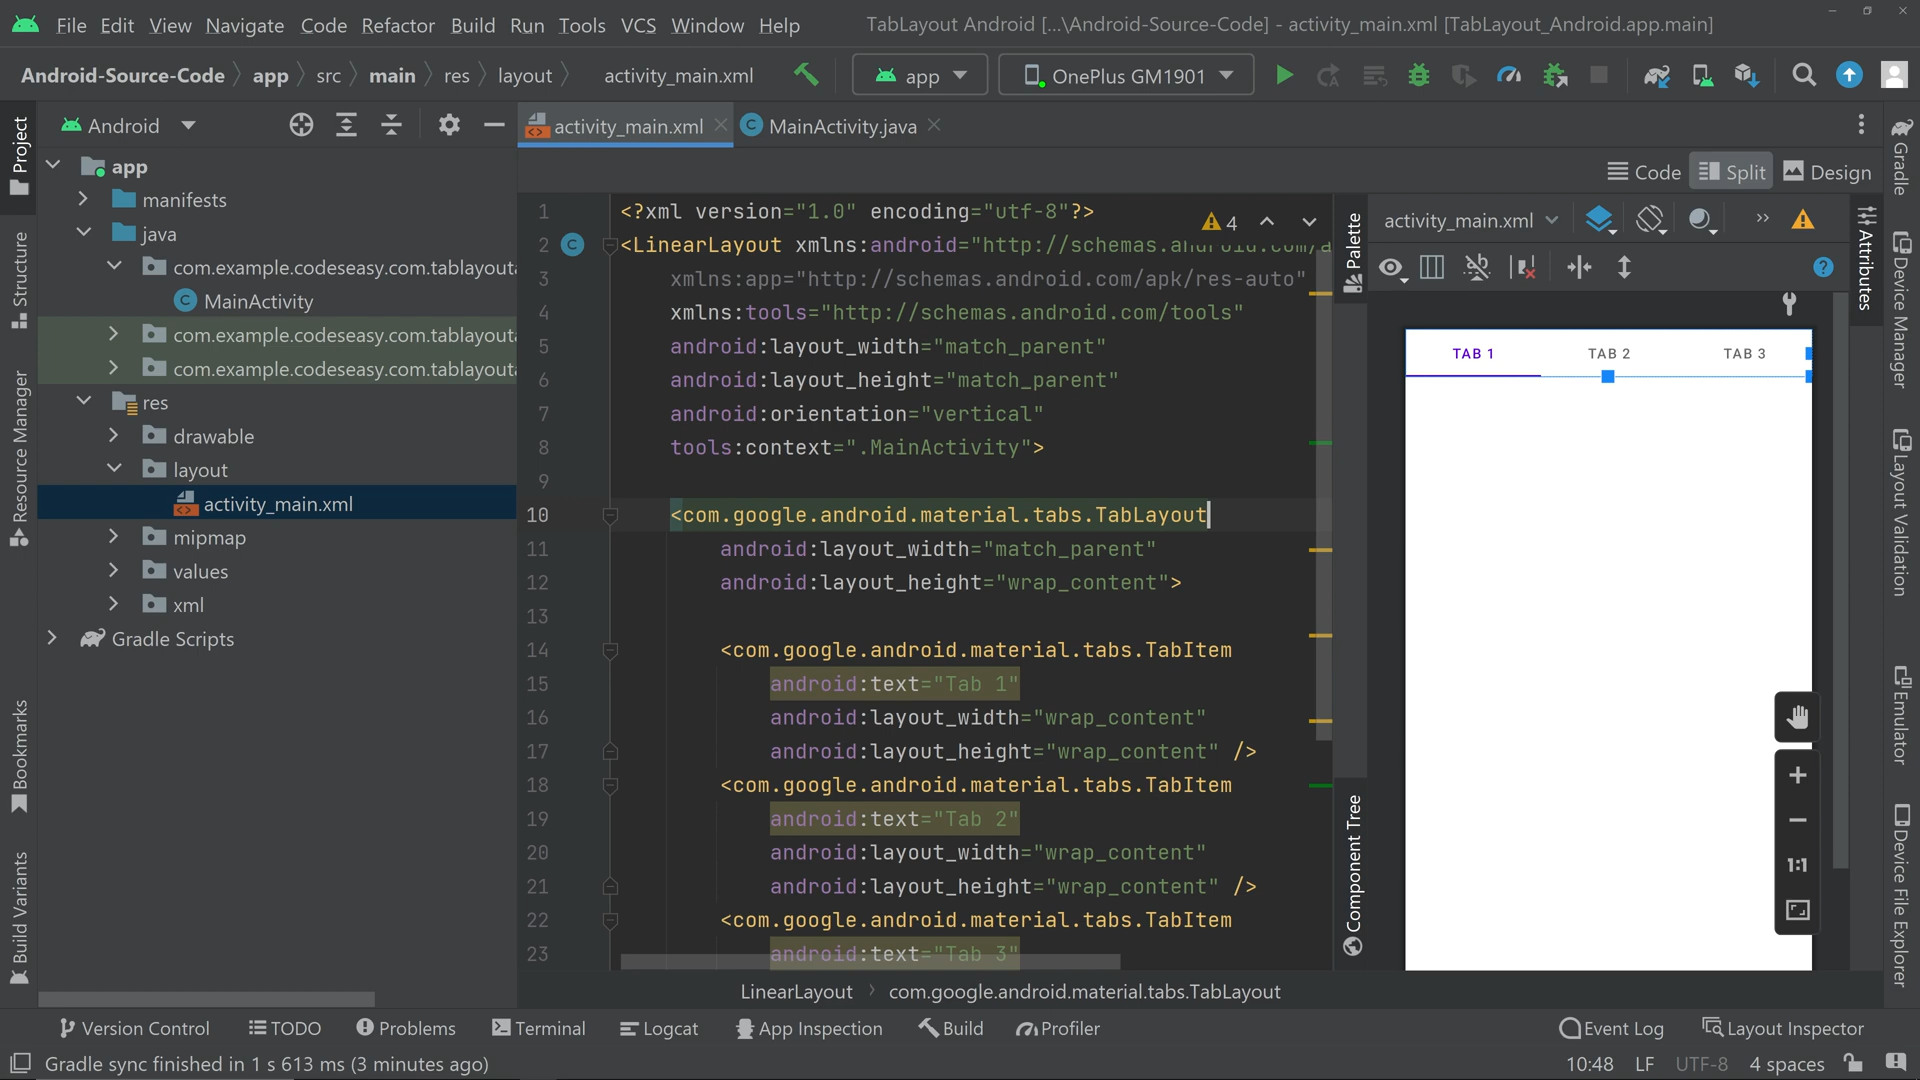 File Edit View Navigate Code Refactor Build Run Tools VCS Window Help TabLayout Android [...\Android-Source-Code] - activity_main.xml [TabLayout_Android.app.main]
Android-Source-Code app src main res layout activity_main.xml app OnePlus GM1901
Project
Structure
Resource Manager
Bookmarks
Build Variants
Android
app
manifests
java
com.example.codeseasy.com.tablayout
MainActivity
com.example.codeseasy.com.tablayout
com.example.codeseasy.com.tablayout
res
drawable
layout
activity_main.xml
mipmap
values
xml
Gradle Scripts
activity_main.xml MainActivity.java
Code Split Design
4
1 <?xml version="1.0" encoding="utf-8"?>
2 <LinearLayout xmlns:android="http://schemas.android.com/a
3 xmlns:app="http://schemas.android.com/apk/res-auto"
4 xmlns:tools="http://schemas.android.com/tools"
5 android:layout_width="match_parent"
6 android:layout_height="match_parent"
7 android:orientation="vertical"
8 tools:context=".MainActivity">
9
10 <com.google.android.material.tabs.TabLayout
11 android:layout_width="match_parent"
12 android:layout_height="wrap_content">
13
14 <com.google.android.material.tabs.TabItem
15 android:text="Tab 1"
16 android:layout_width="wrap_content"
17 android:layout_height="wrap_content" />
18 <com.google.android.material.tabs.TabItem
19 android:text="Tab 2"
20 android:layout_width="wrap_content"
21 android:layout_height="wrap_content" />
22 <com.google.android.material.tabs.TabItem
23 android:text="Tab 3"
Palette
Component Tree
activity_main.xml
TAB 1 TAB 2 TAB 3
1:1
Attributes
Gradle
Device Manager
Layout Validation
Emulator
Device File Explorer
LinearLayout com.google.android.material.tabs.TabLayout
Version Control TODO Problems Terminal Logcat App Inspection Build Profiler Event Log Layout Inspector
Gradle sync finished in 1 s 613 ms (3 minutes ago) 10:48 LF UTF-8 4 spaces